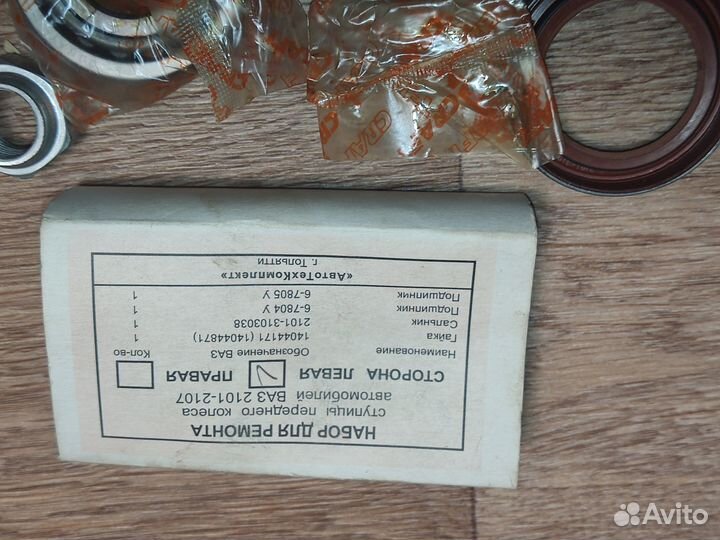 НАБОР ДЛЯ РЕМОНТА
ступицы переднего колеса
автомобилей ВАЗ 2101-2107
СТОРОНА ЛЕВАЯ ПРАВАЯ
Наименование Обозначение ВАЗ Кол-во
Гайка 14044171 (14044871) 1
Сальник 2101-3103038 1
Подшипник 6-7804 У 1
Подшипник 6-7805 У 1
«АвтоТехКомплект»
г. Тольятти
Avito